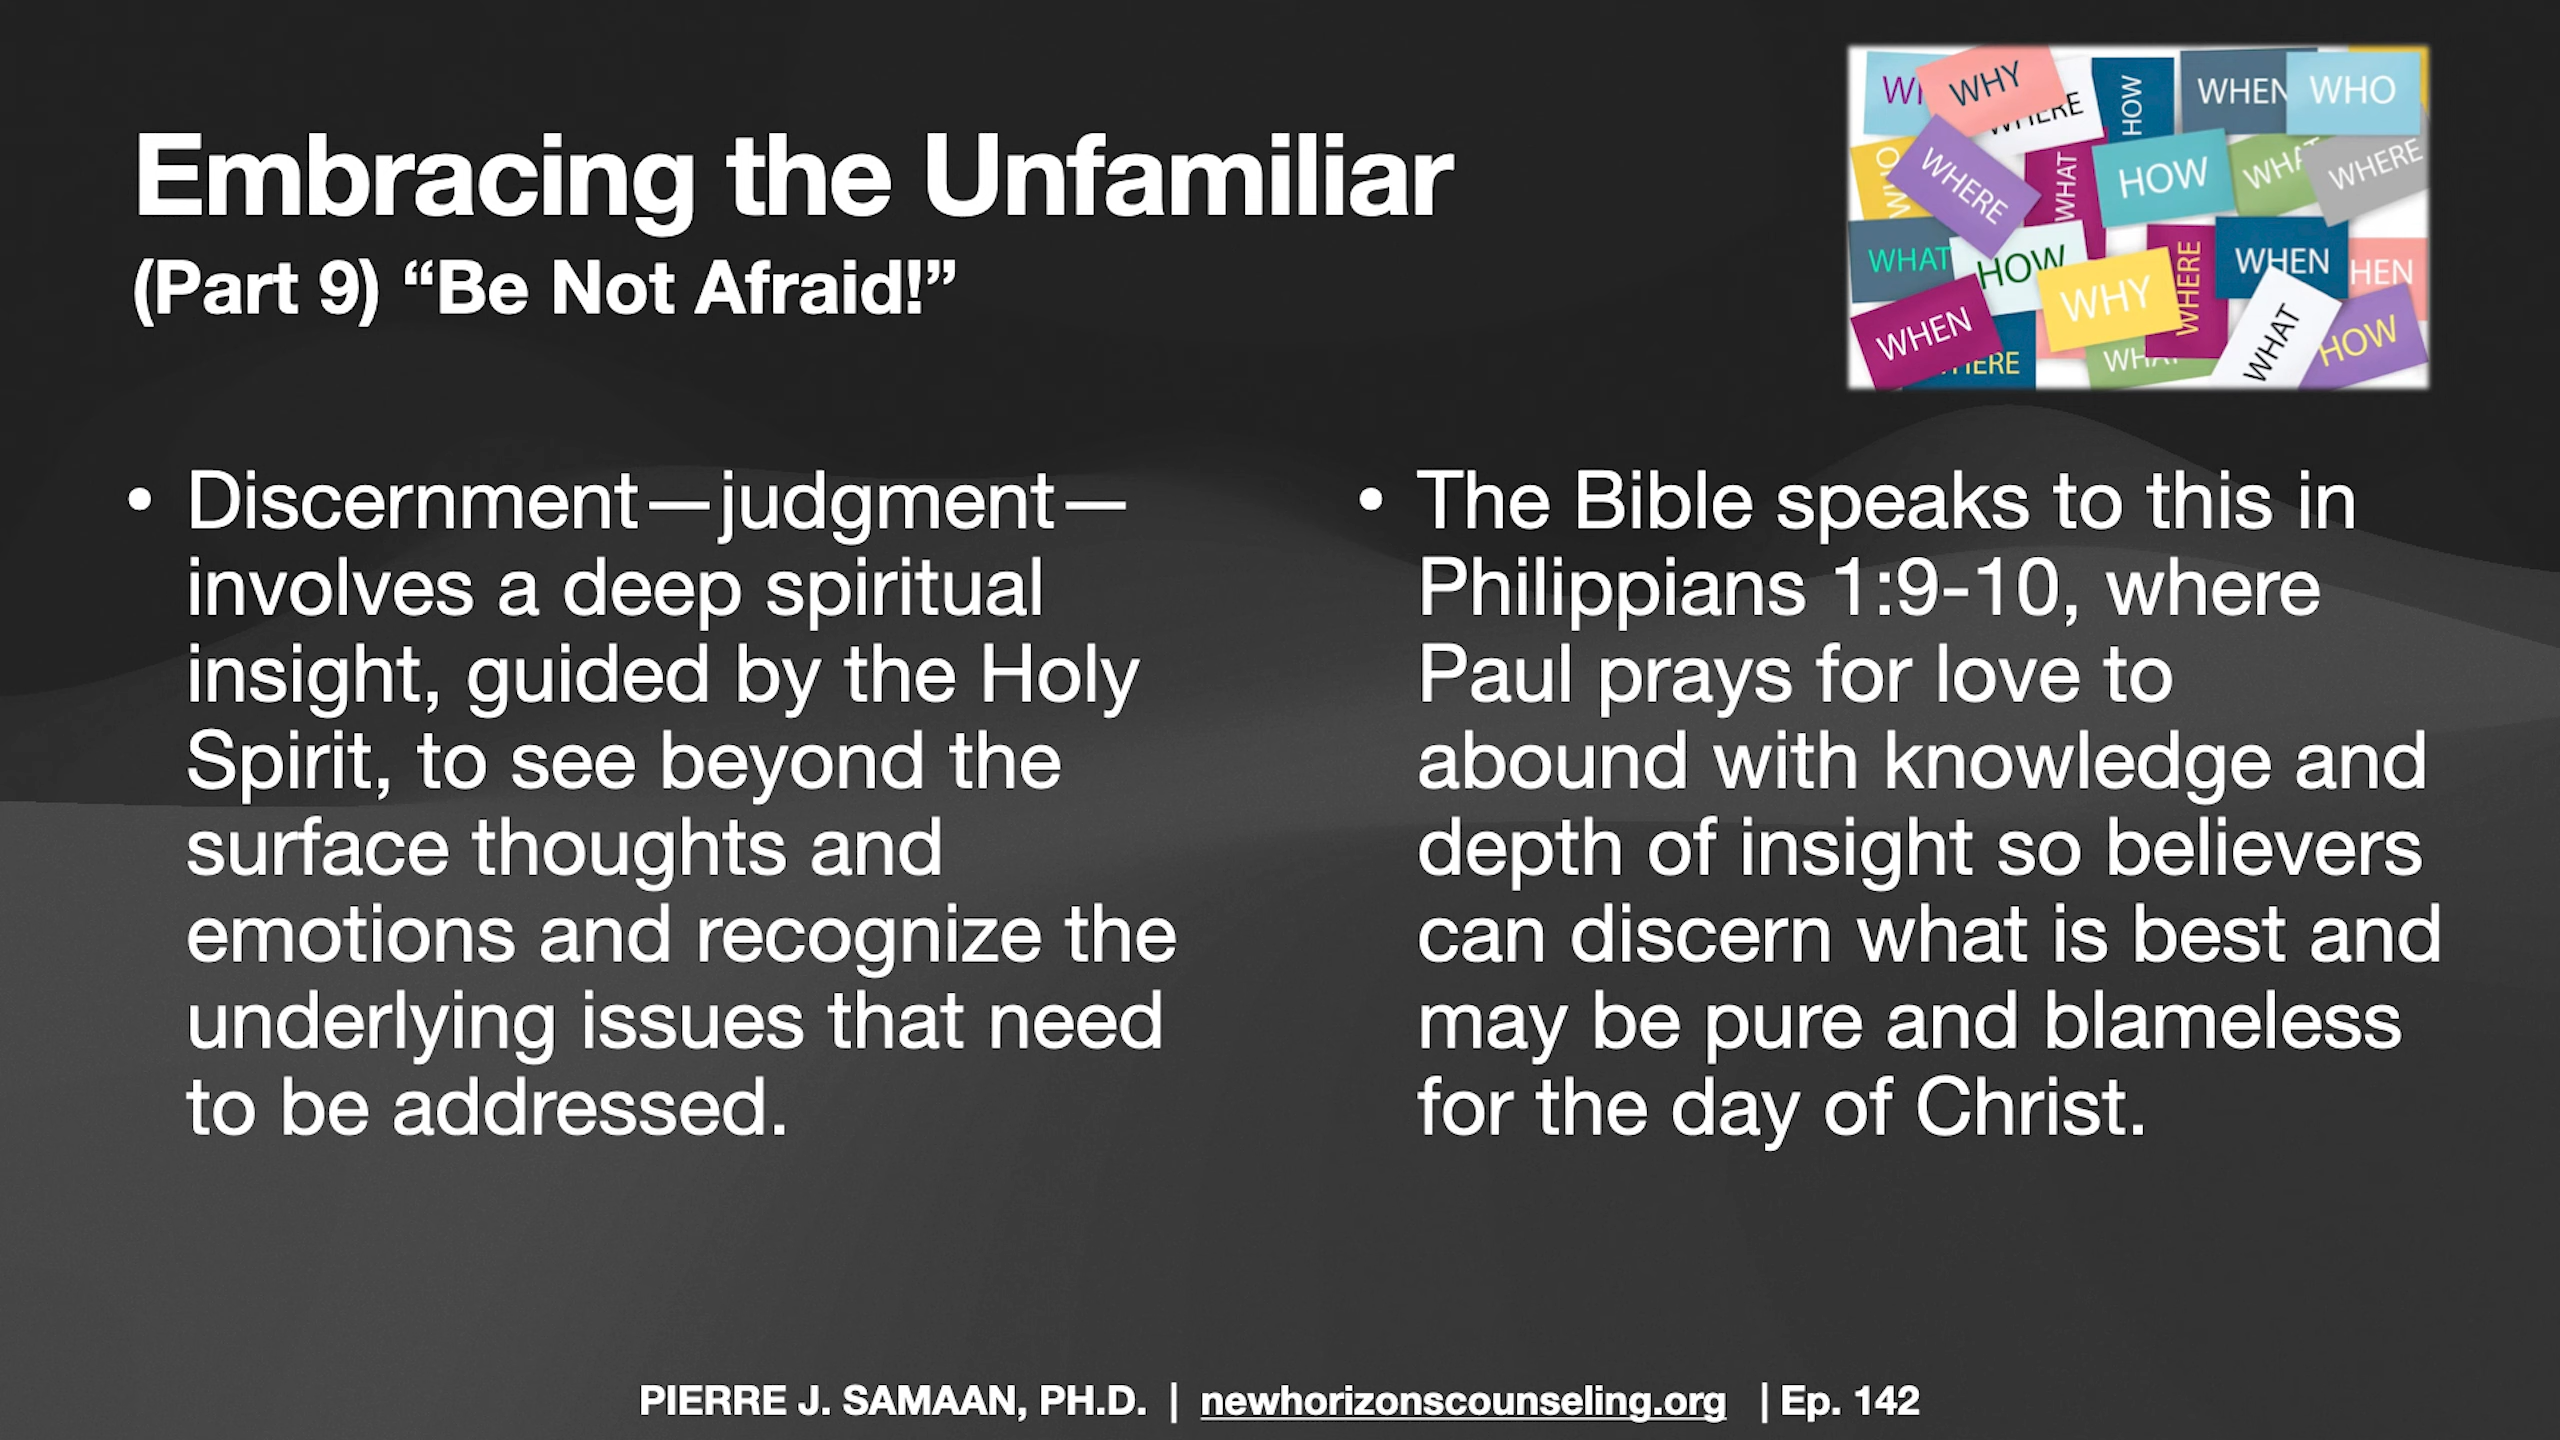 Embracing the Unfamiliar
(Part 9) “Be Not Afraid!”
WHY
WHERE
HOW
WHEN
WHO
WHO
WHERE
WHAT
HOW
WHAT
WHERE
WHAT
HOW
WHY
WHERE
WHEN
WHEN
WHAT
WHAT
HOW
• Discernment—judgment—
involves a deep spiritual
insight, guided by the Holy
Spirit, to see beyond the
surface thoughts and
emotions and recognize the
underlying issues that need
to be addressed.
• The Bible speaks to this in
Philippians 1:9-10, where
Paul prays for love to
abound with knowledge and
depth of insight so believers
can discern what is best and
may be pure and blameless
for the day of Christ.
PIERRE J. SAMAAN, PH.D. | newhorizonscounseling.org | Ep. 142